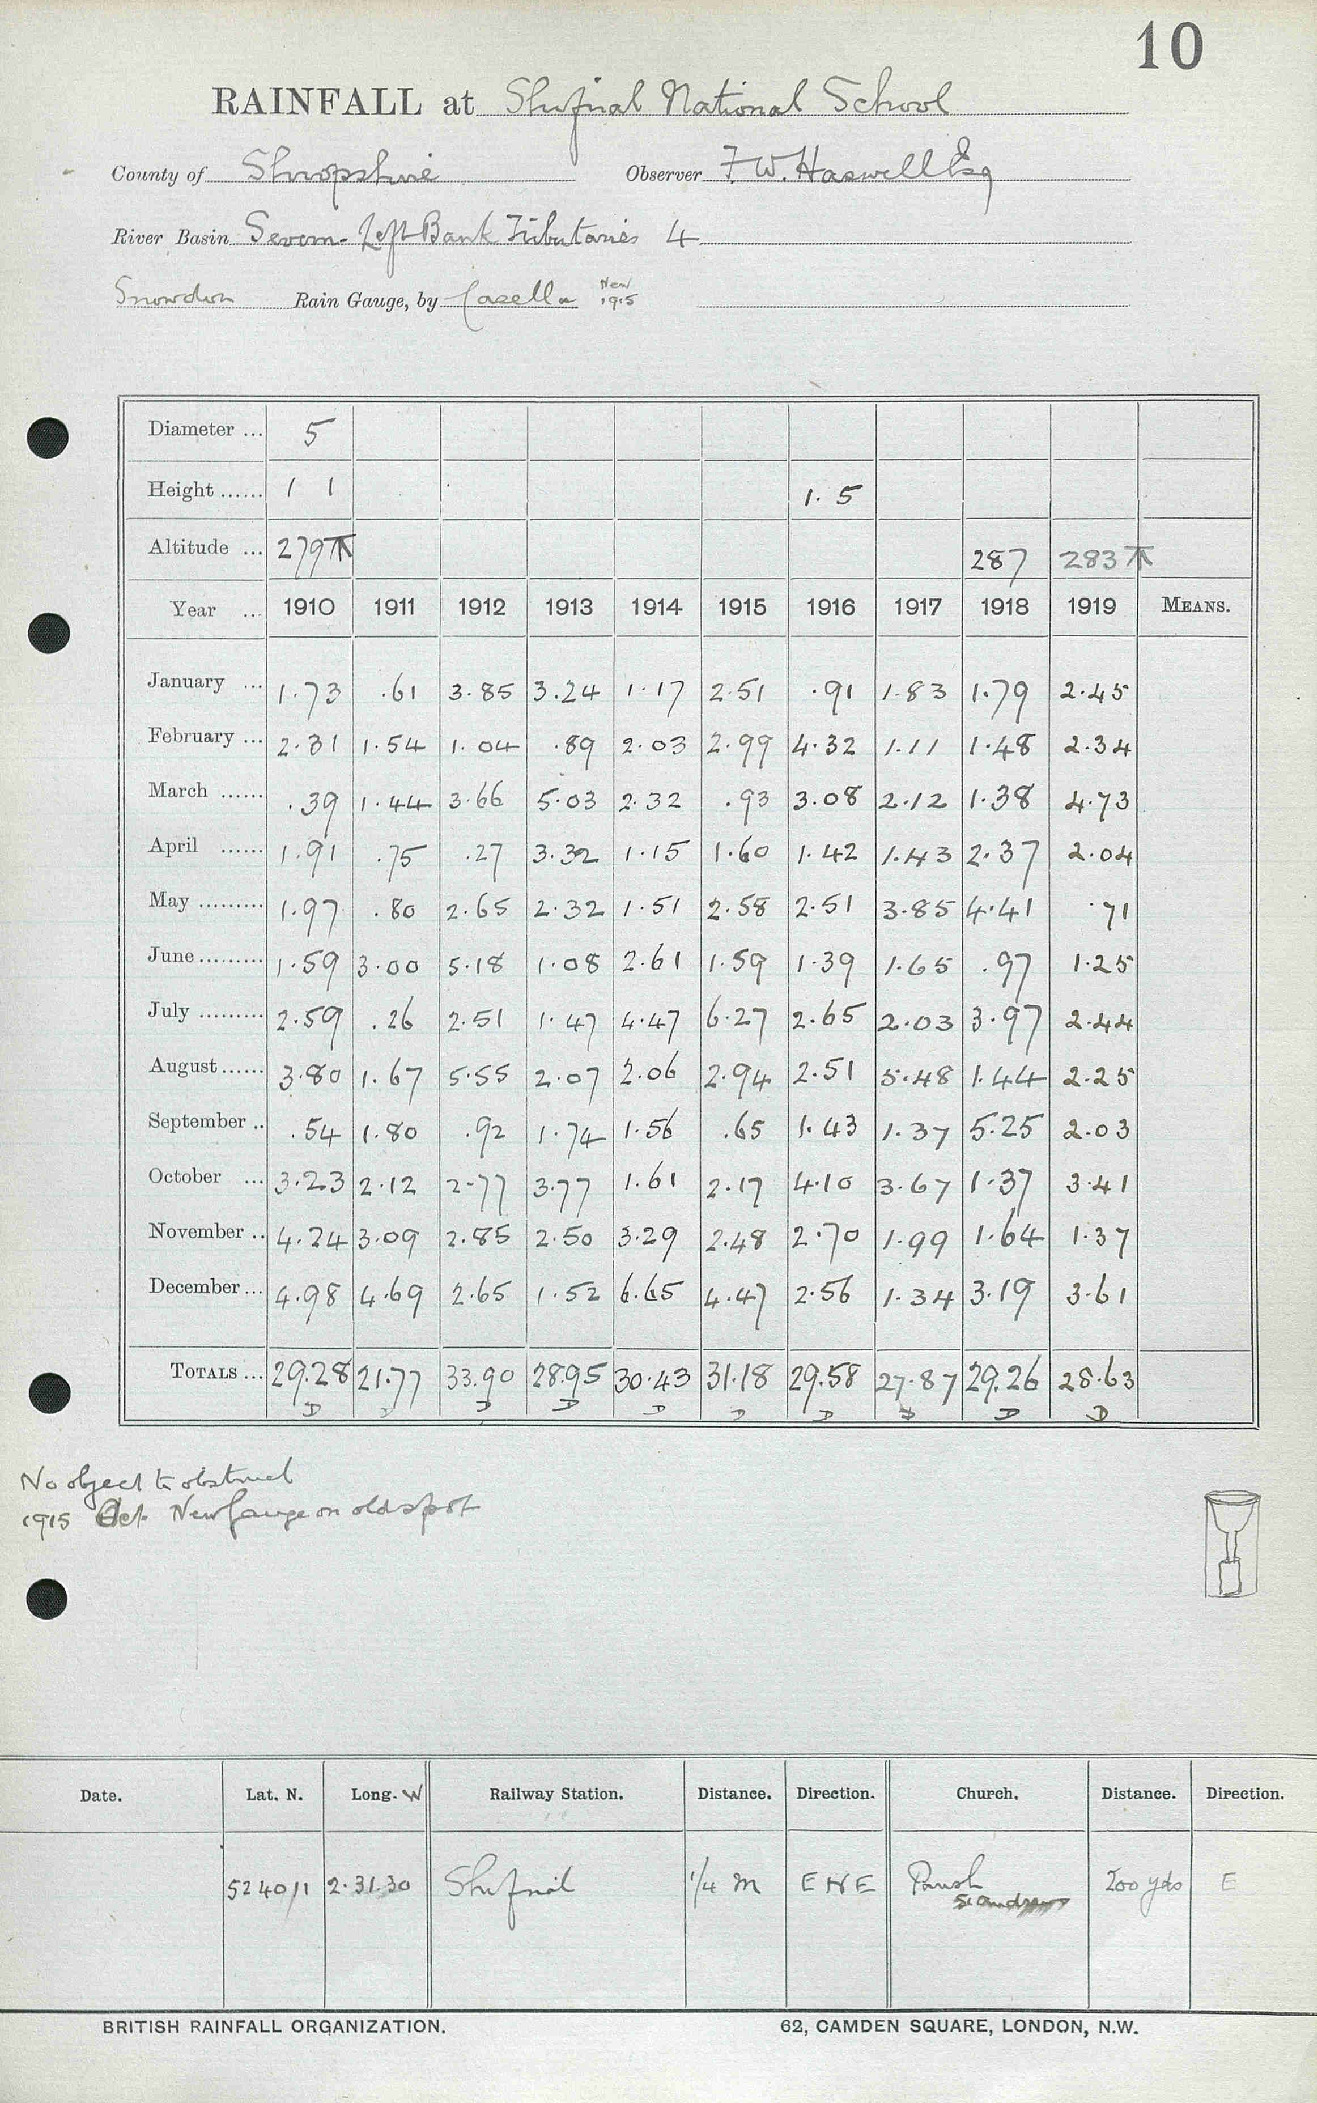 10
RAINFALL at Shifnal National School
County of Shropshire Observer F. W. Haswell Esq
River Basin Severn - Left Bank Tributaries 4
Snowdon Rain Gauge, by Casella New 1915
Diameter ... 5
Height ...... 1 1 1.5
Altitude ... 279 287 283
Year ... 1910 1911 1912 1913 1914 1915 1916 1917 1918 1919 MEANS.
January ... 1.73 .61 3.85 3.24 1.17 2.51 .91 1.83 1.79 2.45
February ... 2.31 1.54 1.04 .89 2.03 2.99 4.32 1.11 1.48 2.34
March ...... .39 1.44 3.66 5.03 2.32 .93 3.08 2.12 1.38 4.73
April ...... 1.91 .75 .27 3.32 1.15 1.60 1.42 1.43 2.37 2.04
May ......... 1.97 .80 2.65 2.32 1.51 2.58 2.51 3.85 4.41 .71
June ......... 1.59 3.00 5.18 1.08 2.61 1.59 1.39 1.65 .97 1.25
July ......... 2.59 .26 2.51 1.47 4.47 6.27 2.65 2.03 3.97 2.44
August ...... 3.80 1.67 5.55 2.07 2.06 2.94 2.51 5.48 1.44 2.25
September .. .54 1.80 .92 1.74 1.56 .65 1.43 1.37 5.25 2.03
October ... 3.23 2.12 2.77 3.77 1.61 2.17 4.10 3.67 1.37 3.41
November .. 4.24 3.09 2.85 2.50 3.29 2.48 2.70 1.99 1.64 1.37
December ... 4.98 4.69 2.65 1.52 6.65 4.47 2.56 1.34 3.19 3.61
TOTALS ... 29.28 21.77 33.90 28.95 30.43 31.18 29.58 27.87 29.26 28.63
D D D D D D D D D D
No object to obstruct
1915 Oct. New Gauge on old spot
Date. Lat. N. Long. W Railway Station. Distance. Direction. Church. Distance. Direction.
52 40 11 2.31.30 Shifnal 1/4 m E N E Parish 200 yds E
St Andrews
BRITISH RAINFALL ORGANIZATION. 62, CAMDEN SQUARE, LONDON, N.W.